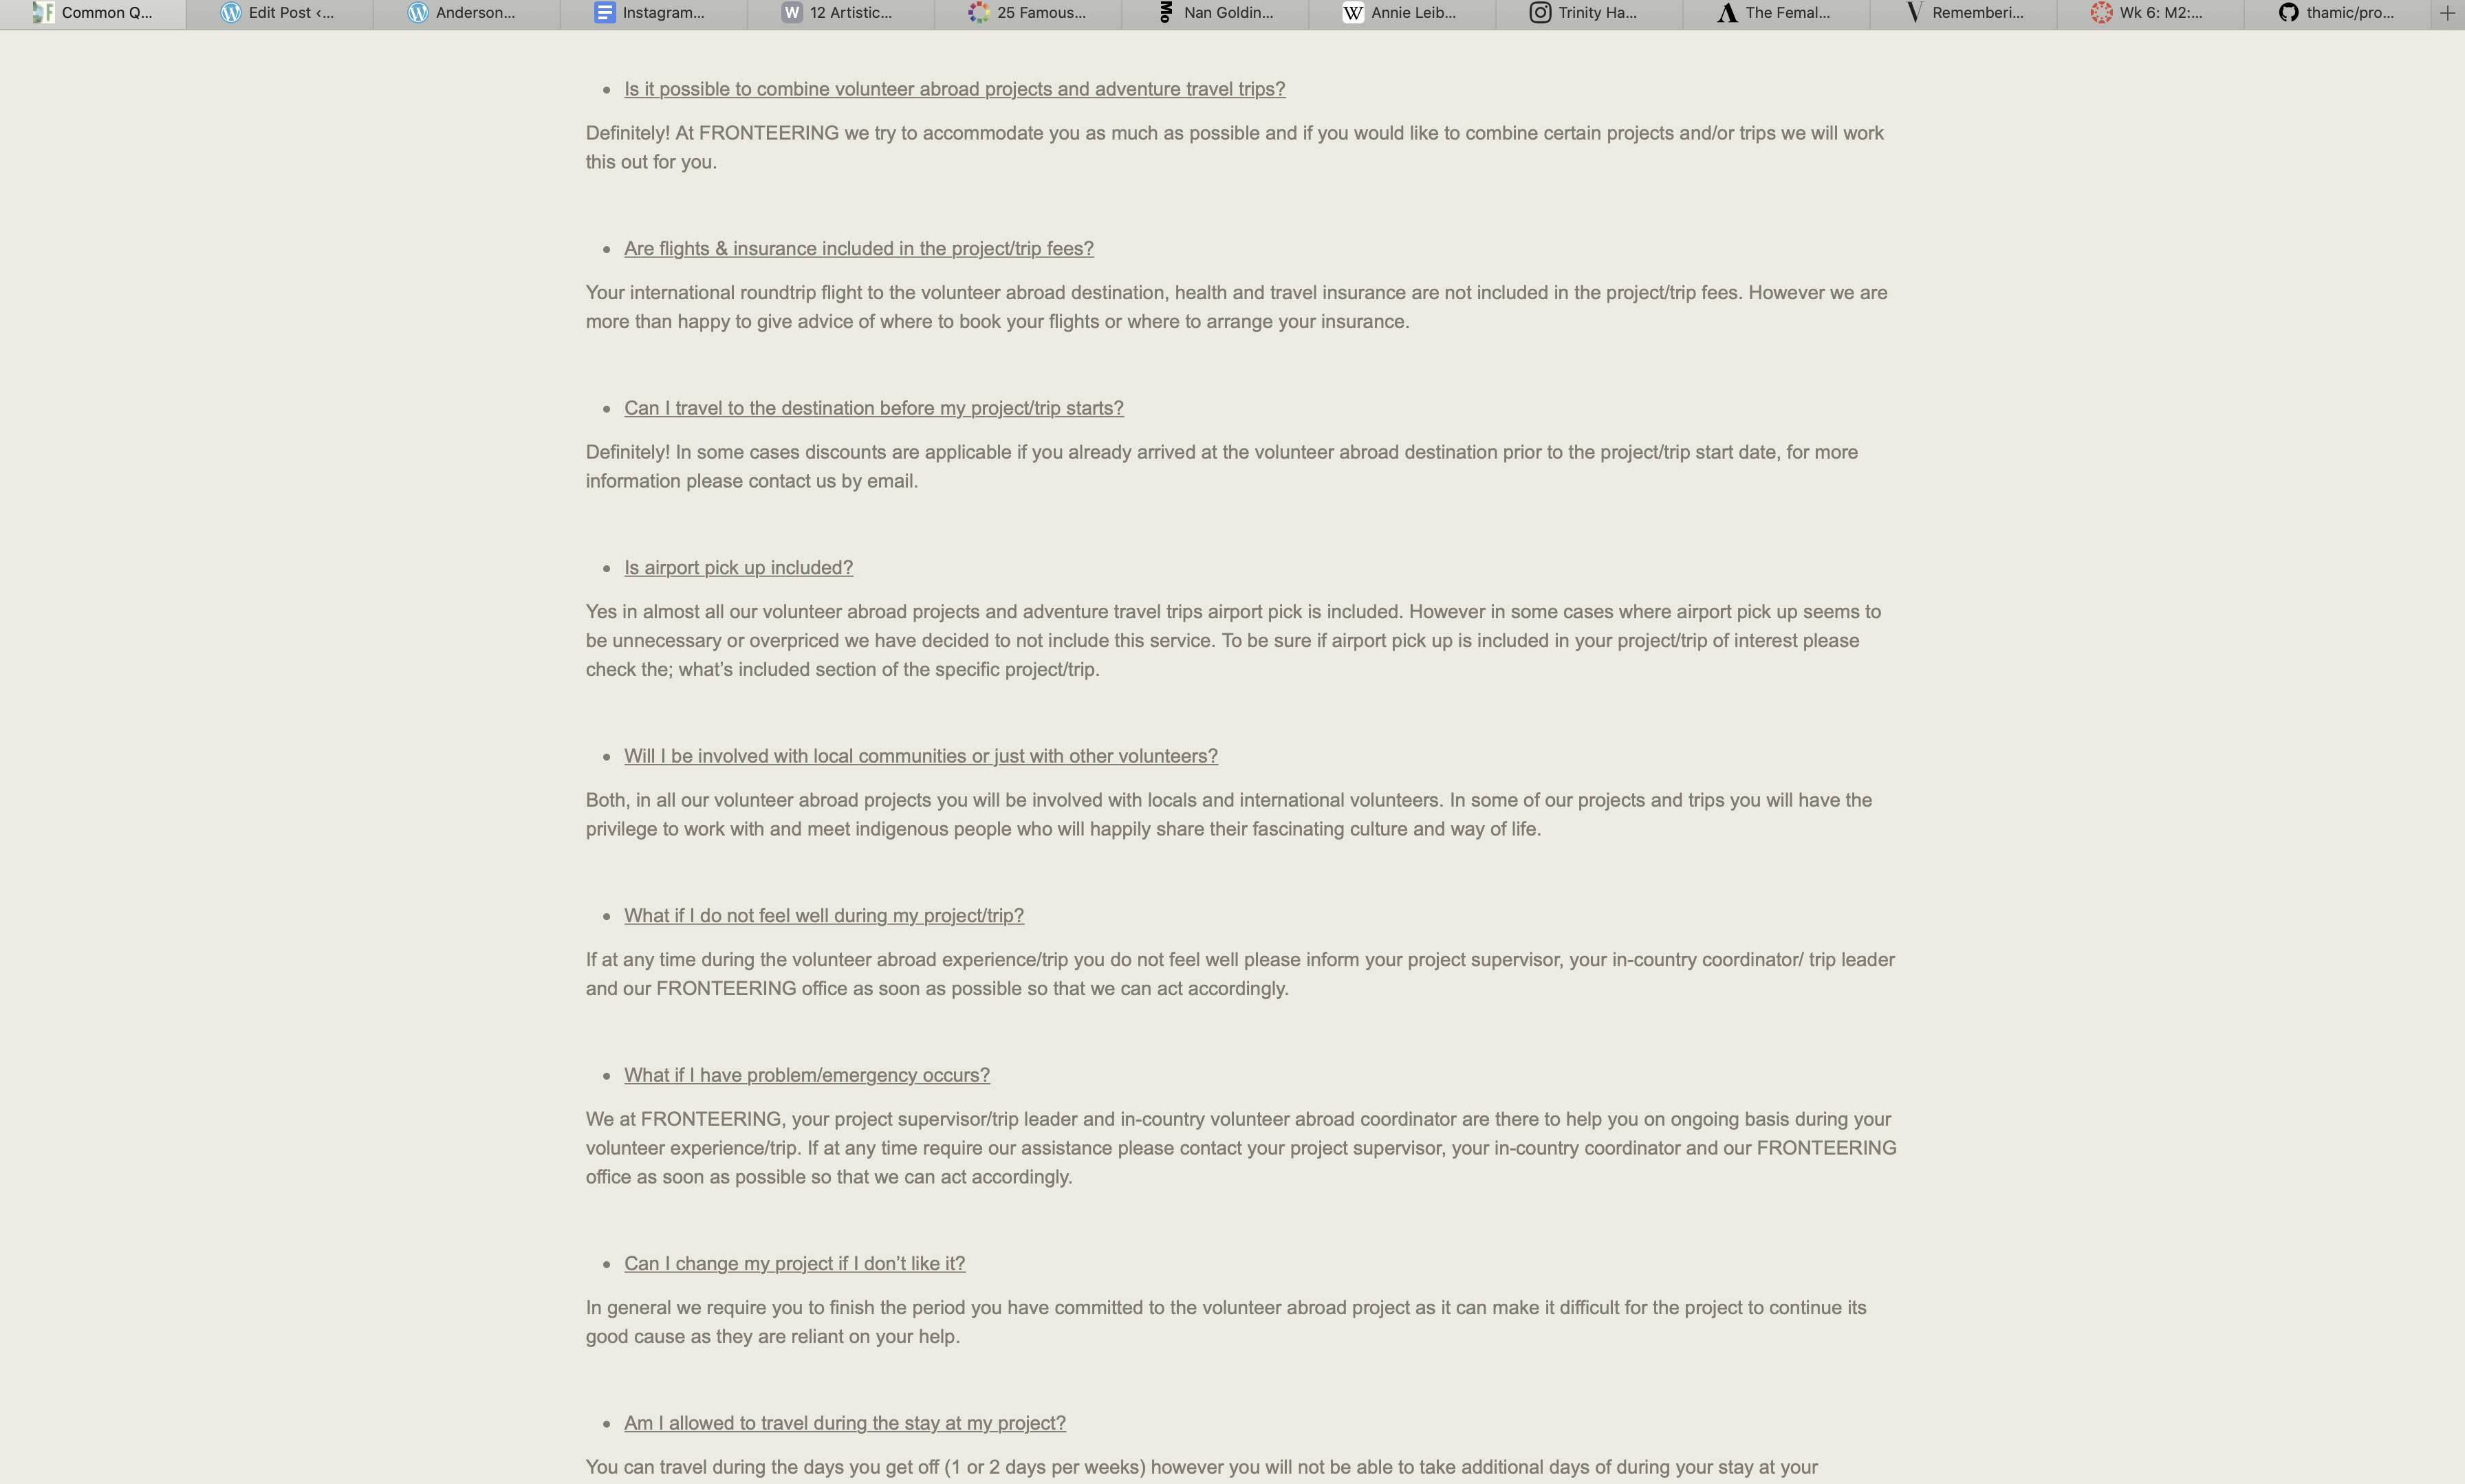 Common Q...
Edit Post ‹...
Anderson...
Instagram...
W 12 Artistic...
25 Famous...
Mo Nan Goldin...
W Annie Leib...
Trinity Ha...
A The Femal...
V Rememberi...
Wk 6: M2:...
thamic/pro...
• Is it possible to combine volunteer abroad projects and adventure travel trips?
Definitely! At FRONTEERING we try to accommodate you as much as possible and if you would like to combine certain projects and/or trips we will work
this out for you.
• Are flights & insurance included in the project/trip fees?
Your international roundtrip flight to the volunteer abroad destination, health and travel insurance are not included in the project/trip fees. However we are
more than happy to give advice of where to book your flights or where to arrange your insurance.
• Can I travel to the destination before my project/trip starts?
Definitely! In some cases discounts are applicable if you already arrived at the volunteer abroad destination prior to the project/trip start date, for more
information please contact us by email.
• Is airport pick up included?
Yes in almost all our volunteer abroad projects and adventure travel trips airport pick is included. However in some cases where airport pick up seems to
be unnecessary or overpriced we have decided to not include this service. To be sure if airport pick up is included in your project/trip of interest please
check the; what’s included section of the specific project/trip.
• Will I be involved with local communities or just with other volunteers?
Both, in all our volunteer abroad projects you will be involved with locals and international volunteers. In some of our projects and trips you will have the
privilege to work with and meet indigenous people who will happily share their fascinating culture and way of life.
• What if I do not feel well during my project/trip?
If at any time during the volunteer abroad experience/trip you do not feel well please inform your project supervisor, your in-country coordinator/ trip leader
and our FRONTEERING office as soon as possible so that we can act accordingly.
• What if I have problem/emergency occurs?
We at FRONTEERING, your project supervisor/trip leader and in-country volunteer abroad coordinator are there to help you on ongoing basis during your
volunteer experience/trip. If at any time require our assistance please contact your project supervisor, your in-country coordinator and our FRONTEERING
office as soon as possible so that we can act accordingly.
• Can I change my project if I don’t like it?
In general we require you to finish the period you have committed to the volunteer abroad project as it can make it difficult for the project to continue its
good cause as they are reliant on your help.
• Am I allowed to travel during the stay at my project?
You can travel during the days you get off (1 or 2 days per weeks) however you will not be able to take additional days of during your stay at your